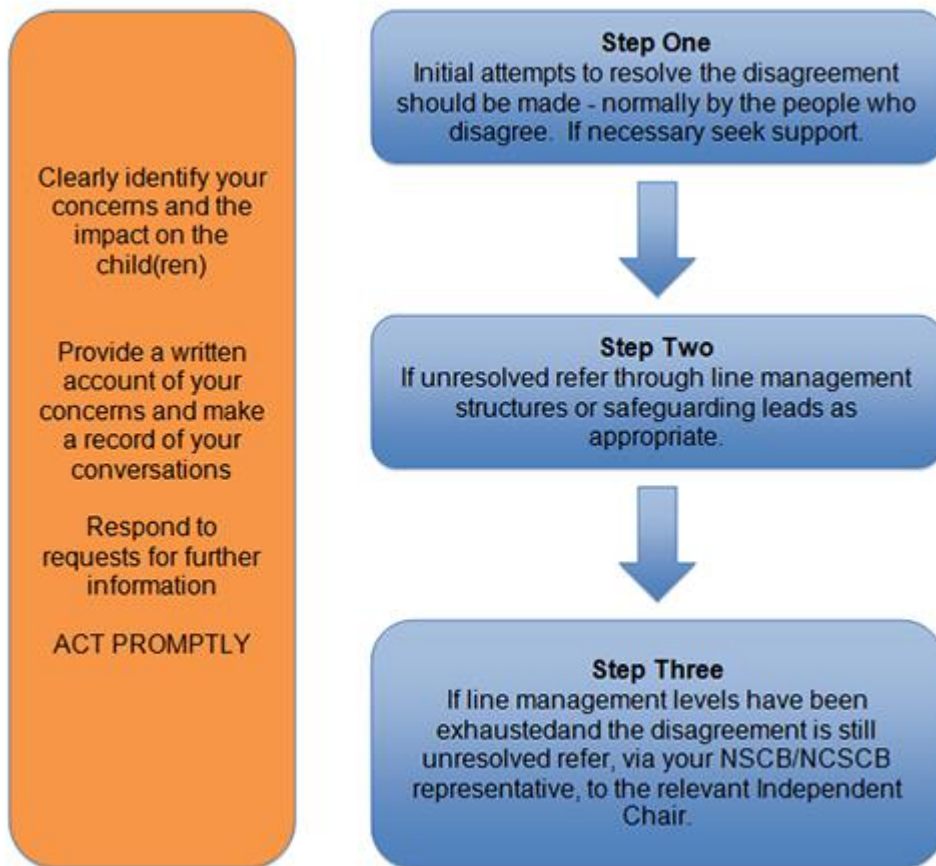 Clearly identify your
concerns and the
impact on the
child(ren)
Provide a written
account of your
concerns and make
a record of your
conversations
Respond to
requests for further
information
ACT PROMPTLY
Step One
Initial attempts to resolve the disagreement
should be made - normally by the people who
disagree.  If necessary seek support.
Step Two
If unresolved refer through line management
structures or safeguarding leads as
appropriate.
Step Three
If line management levels have been
exhaustedand the disagreement is still
unresolved refer, via your NSCB/NCSCB
representative, to the relevant Independent
Chair.